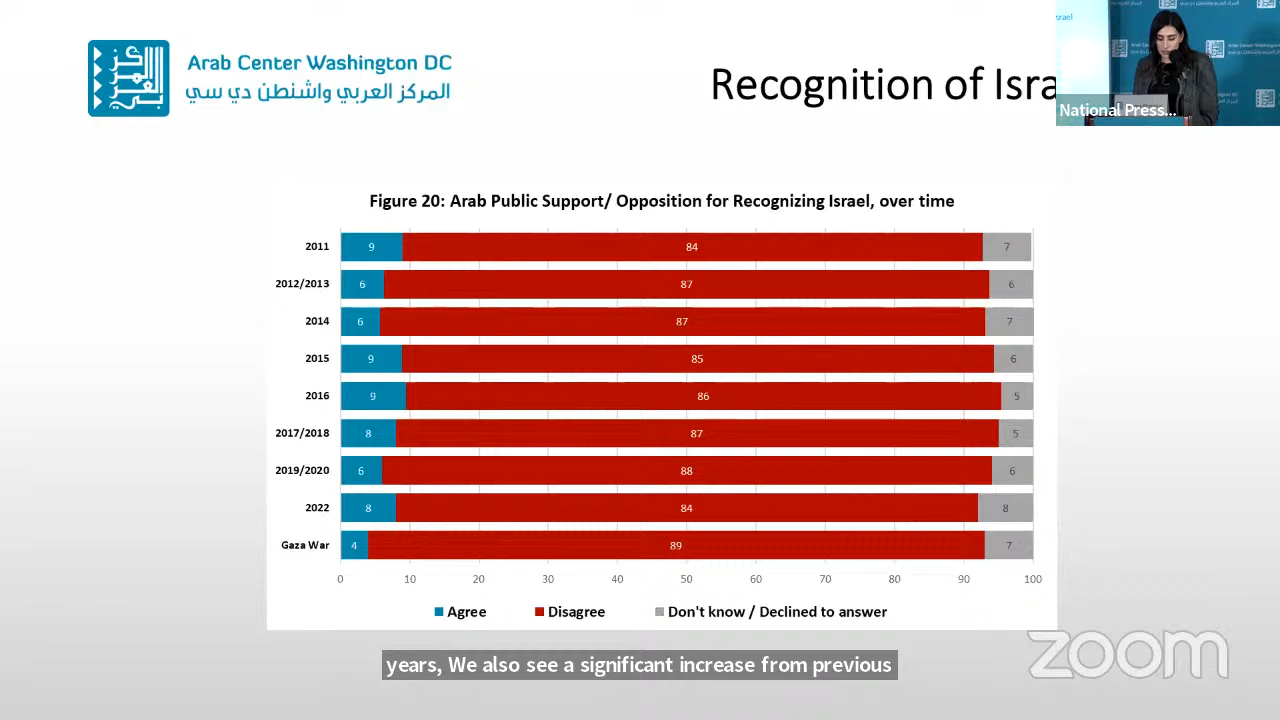 Arab Center Washington DC
المركز العربي واشنطن دي سي
Recognition of Isra
National Press...
Arab Center Washington DC
Figure 20: Arab Public Support/ Opposition for Recognizing Israel, over time
2011 9 84 7
2012/2013 6 87 6
2014 6 87 7
2015 9 85 6
2016 9 86 5
2017/2018 8 87 5
2019/2020 6 88 6
2022 8 84 8
Gaza War 4 89 7
0 10 20 30 40 50 60 70 80 90 100
Agree Disagree Don't know / Declined to answer
years, We also see a significant increase from previous
zoom